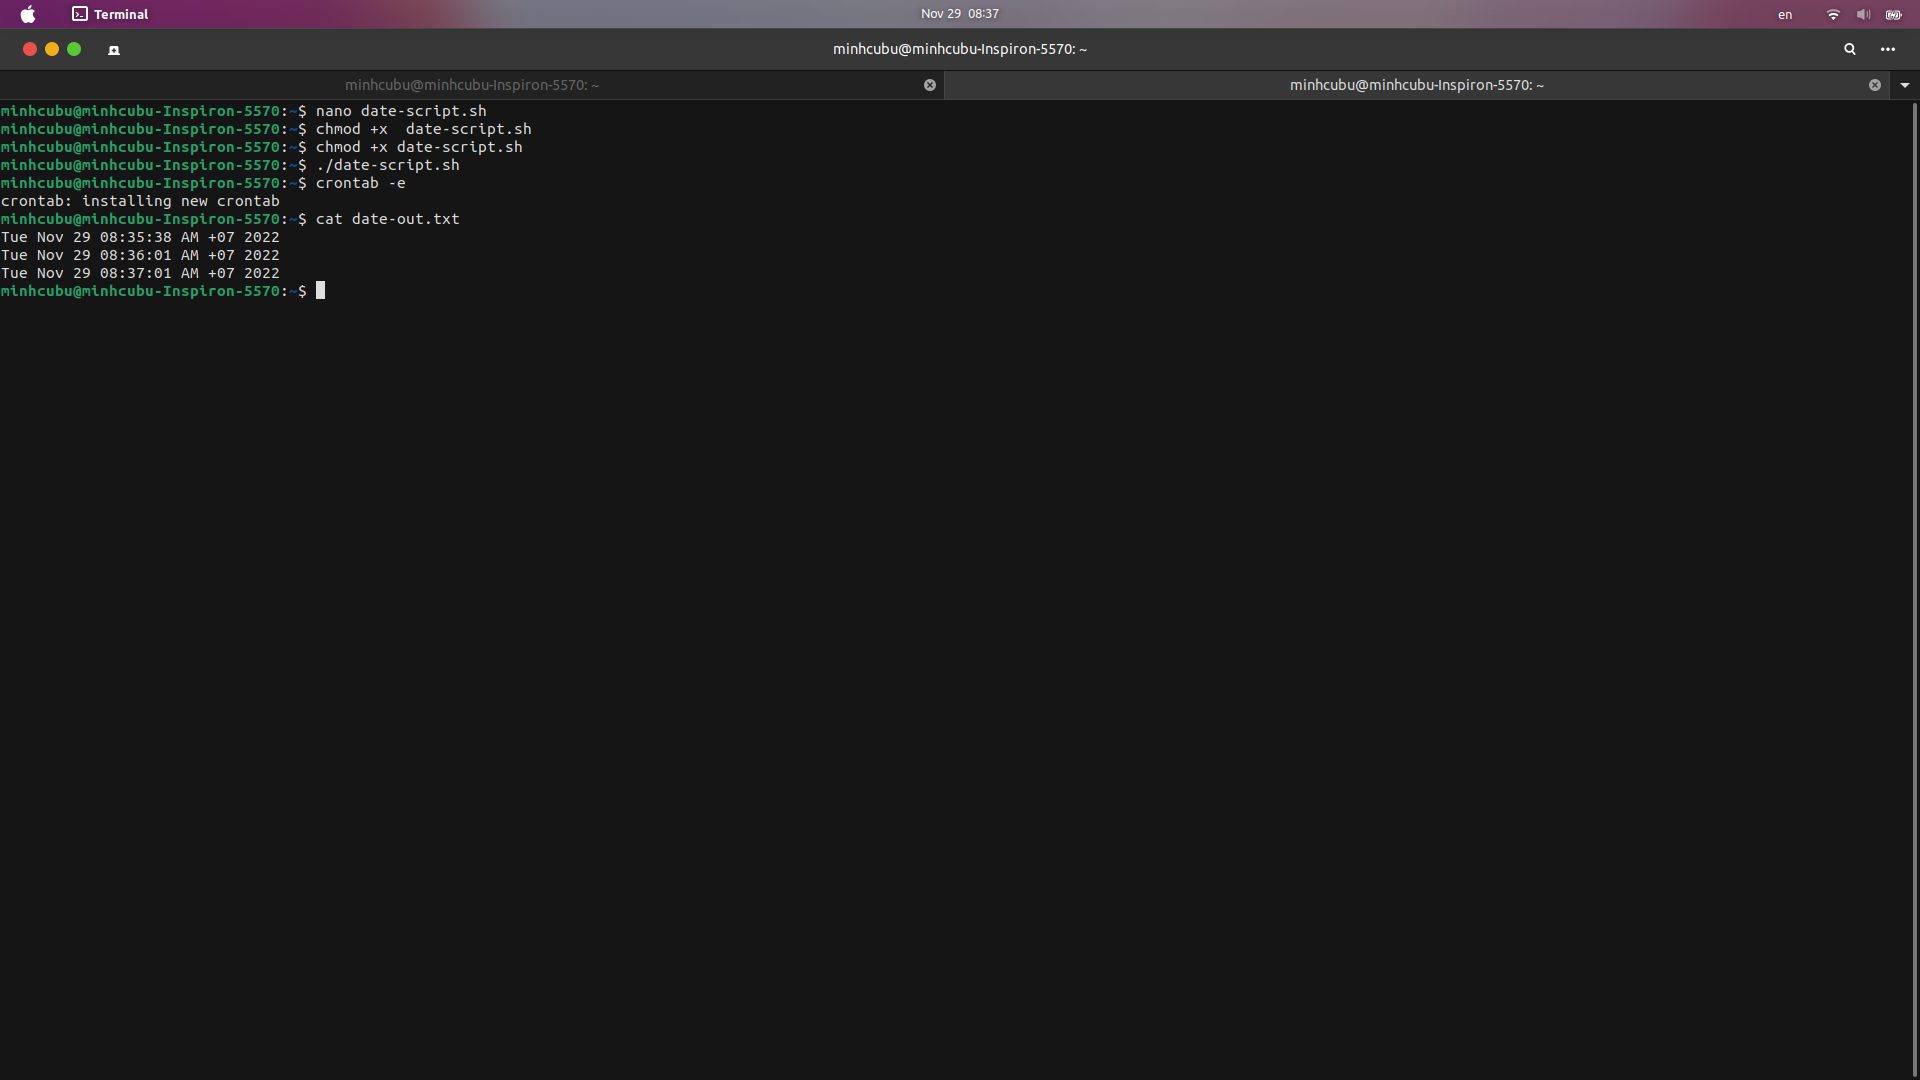 Terminal
Nov 29 08:37
en
minhcubu@minhcubu-Inspiron-5570: ~
minhcubu@minhcubu-Inspiron-5570: ~
minhcubu@minhcubu-Inspiron-5570: ~
minhcubu@minhcubu-Inspiron-5570:~$ nano date-script.sh
minhcubu@minhcubu-Inspiron-5570:~$ chmod +x  date-script.sh
minhcubu@minhcubu-Inspiron-5570:~$ chmod +x date-script.sh
minhcubu@minhcubu-Inspiron-5570:~$ ./date-script.sh
minhcubu@minhcubu-Inspiron-5570:~$ crontab -e
crontab: installing new crontab
minhcubu@minhcubu-Inspiron-5570:~$ cat date-out.txt
Tue Nov 29 08:35:38 AM +07 2022
Tue Nov 29 08:36:01 AM +07 2022
Tue Nov 29 08:37:01 AM +07 2022
minhcubu@minhcubu-Inspiron-5570:~$